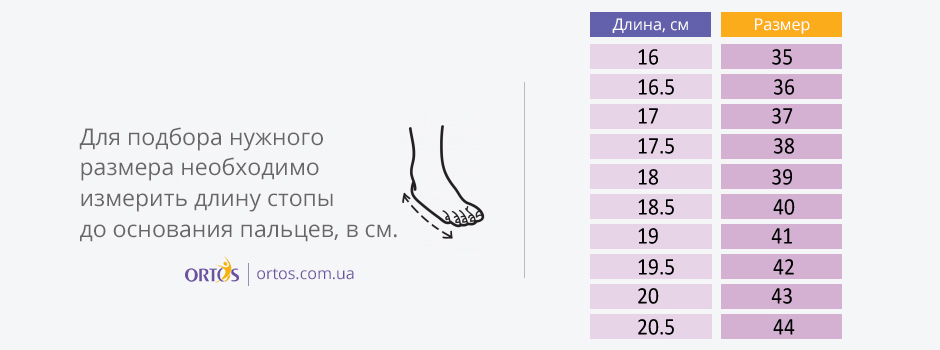 Для подбора нужного
размера необходимо
измерить длину стопы
до основания пальцев, в см.
ORTOS | ortos.com.ua
Длина, см Размер
16 35
16.5 36
17 37
17.5 38
18 39
18.5 40
19 41
19.5 42
20 43
20.5 44